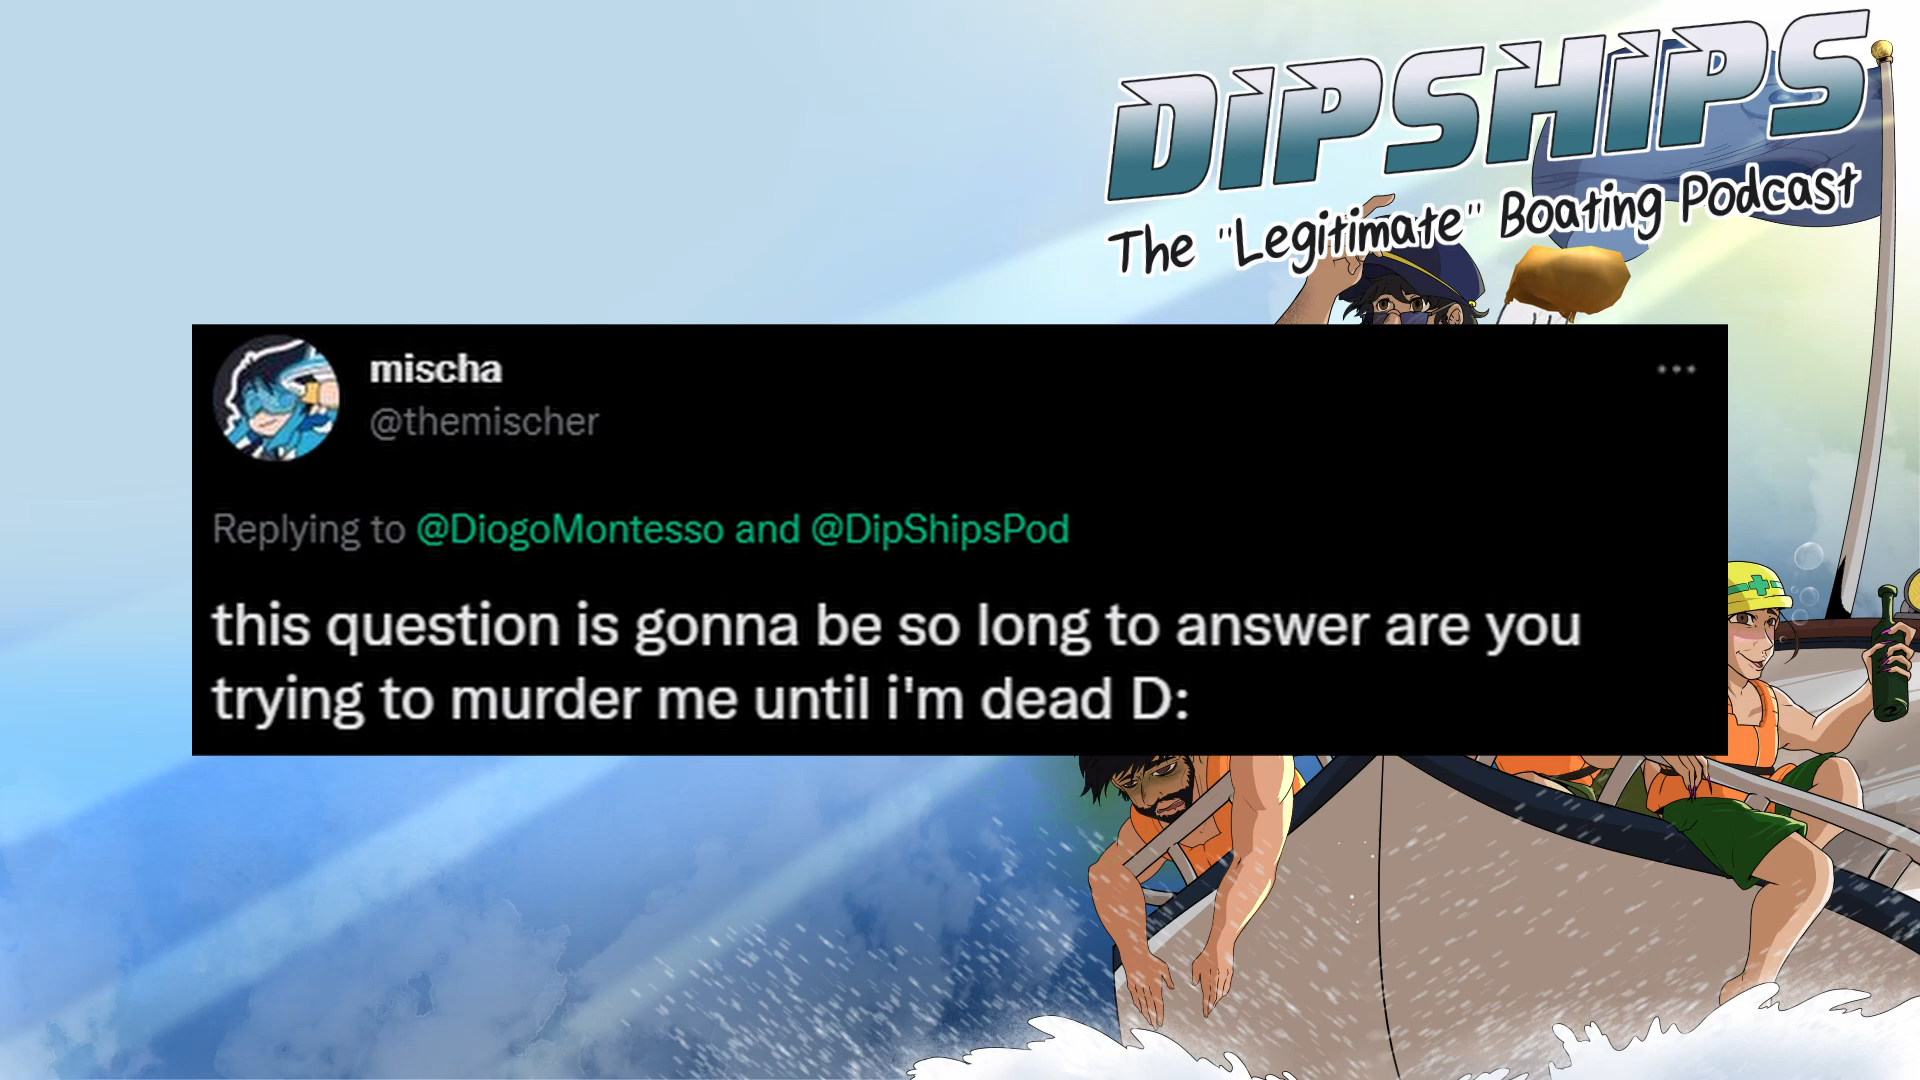 DIPSHIPS
The "Legitimate" Boating Podcast
mischa
@themischer
Replying to @DiogoMontesso and @DipShipsPod
this question is gonna be so long to answer are you
trying to murder me until i'm dead D: